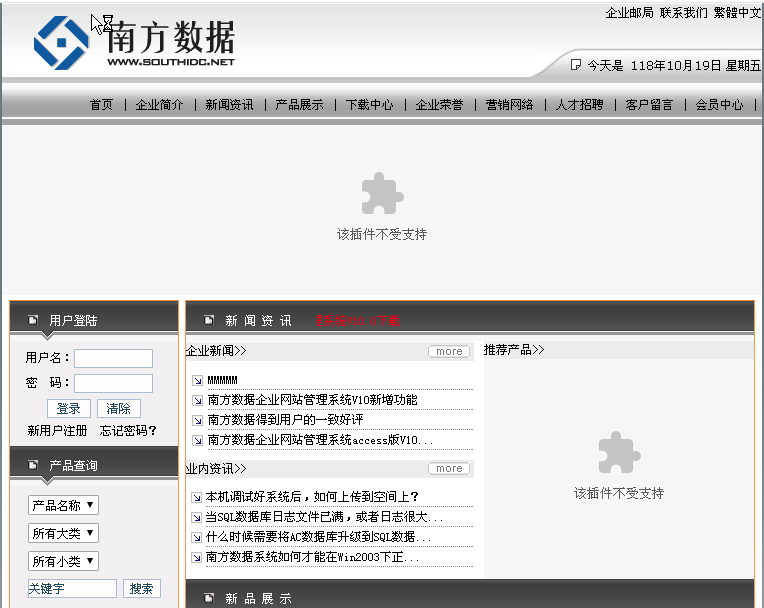 企业邮局 联系我们 繁體中文
南方数据
WWW.SOUTHIDC.NET
今天是 118年10月19日 星期五
首页 | 企业简介 | 新闻资讯 | 产品展示 | 下载中心 | 企业荣誉 | 营销网络 | 人才招聘 | 客户留言 | 会员中心 |
该插件不受支持
用户登陆
用户名：
密 码：
登录 清除
新用户注册 忘记密码?
产品查询
产品名称
所有大类
所有小类
关键字 搜索
新 闻 资 讯
企业新闻>> more
MMMMM
南方数据企业网站管理系统V10新增功能
南方数据得到用户的一致好评
南方数据企业网站管理系统access版V10...
业内资讯>> more
本机调试好系统后，如何上传到空间上？
当SQL数据库日志文件已满，或者日志很大...
什么时候需要将AC数据库升级到SQL数据...
南方数据系统如何才能在Win2003下正...
推荐产品>>
该插件不受支持
新 品 展 示